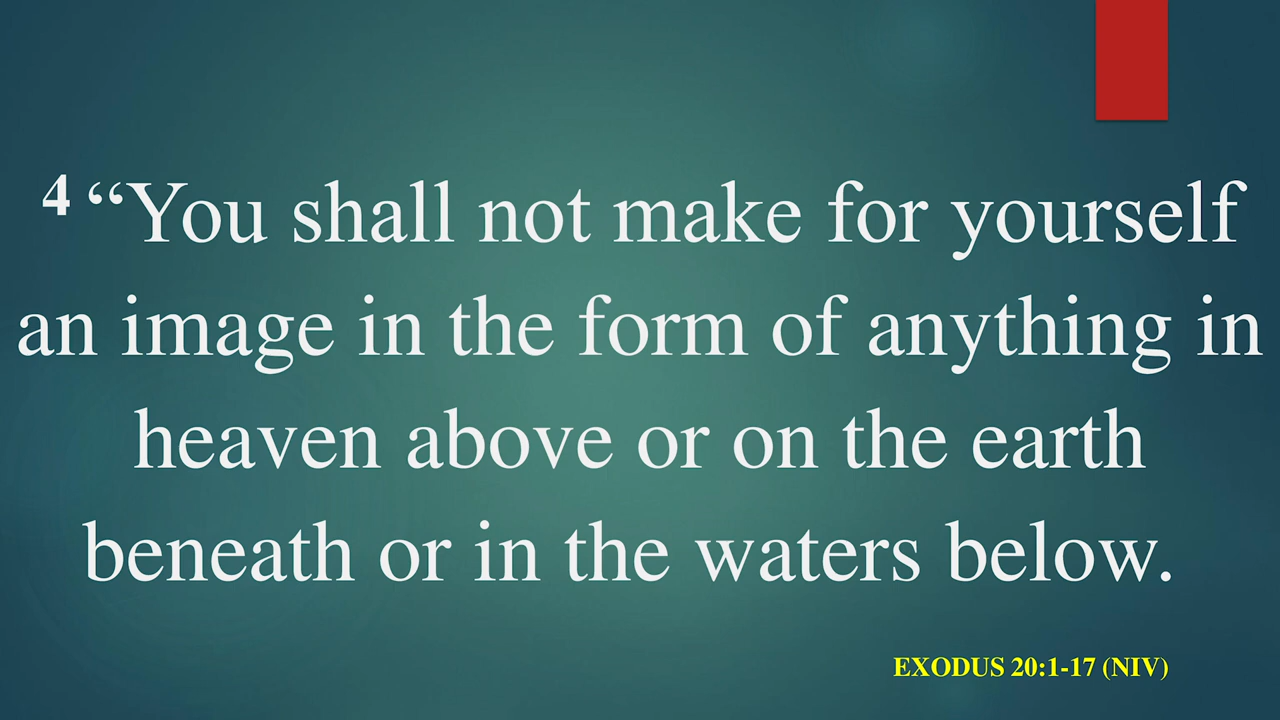 4 “You shall not make for yourself
an image in the form of anything in
heaven above or on the earth
beneath or in the waters below.
EXODUS 20:1-17 (NIV)